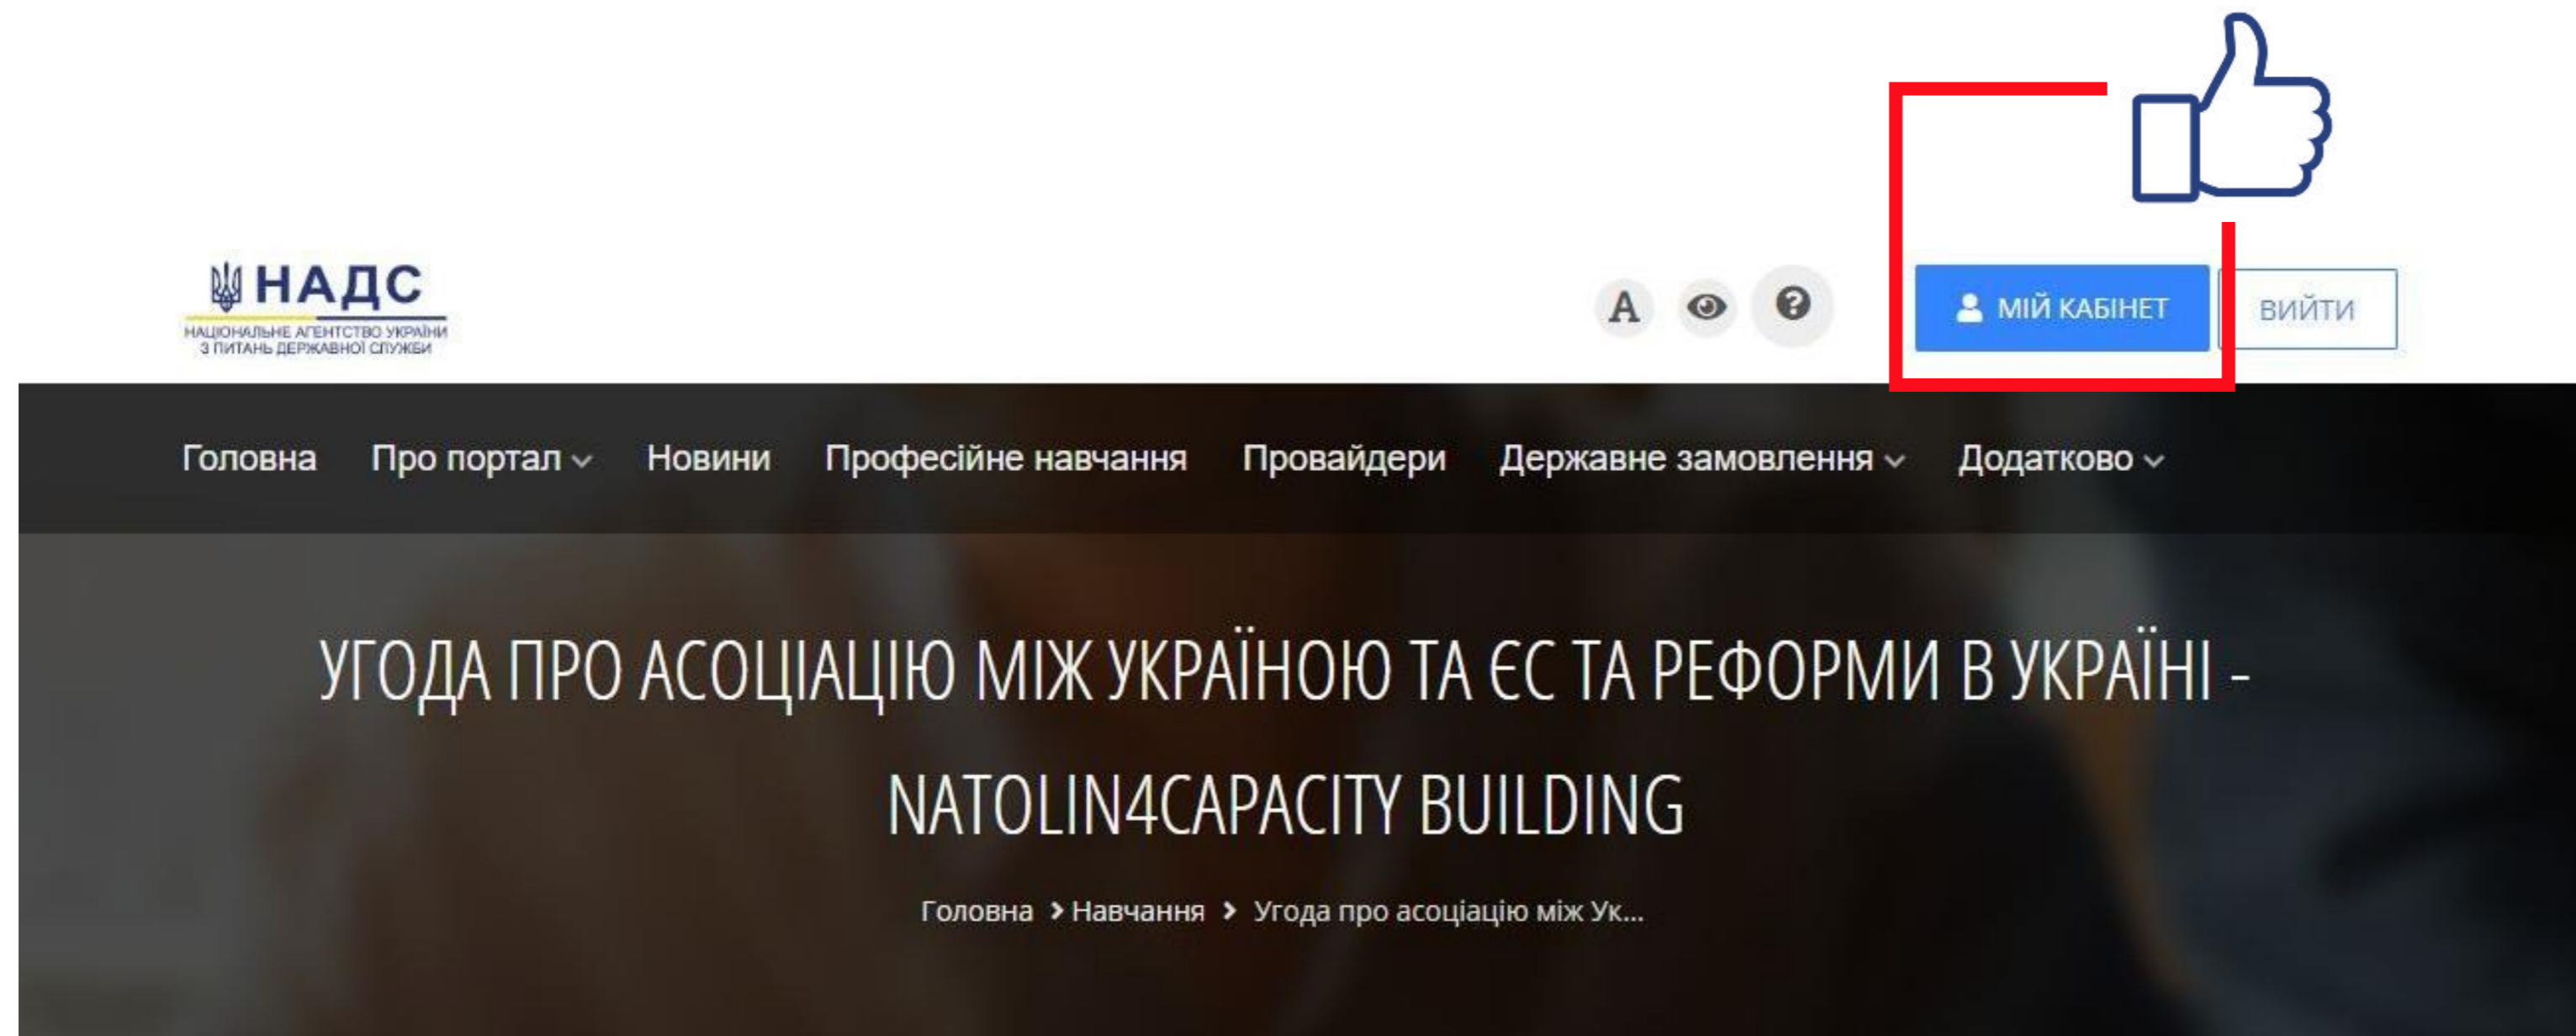 НАДС
НАЦІОНАЛЬНЕ АГЕНТСТВО УКРАЇНИ
З ПИТАНЬ ДЕРЖАВНОЇ СЛУЖБИ
A ? МІЙ КАБІНЕТ ВИЙТИ
Головна Про портал Новини Професійне навчання Провайдери Державне замовлення Додатково
УГОДА ПРО АСОЦІАЦІЮ МІЖ УКРАЇНОЮ ТА ЄС ТА РЕФОРМИ В УКРАЇНІ -
NATOLIN4CAPACITY BUILDING
Головна > Навчання > Угода про асоціацію між Ук...